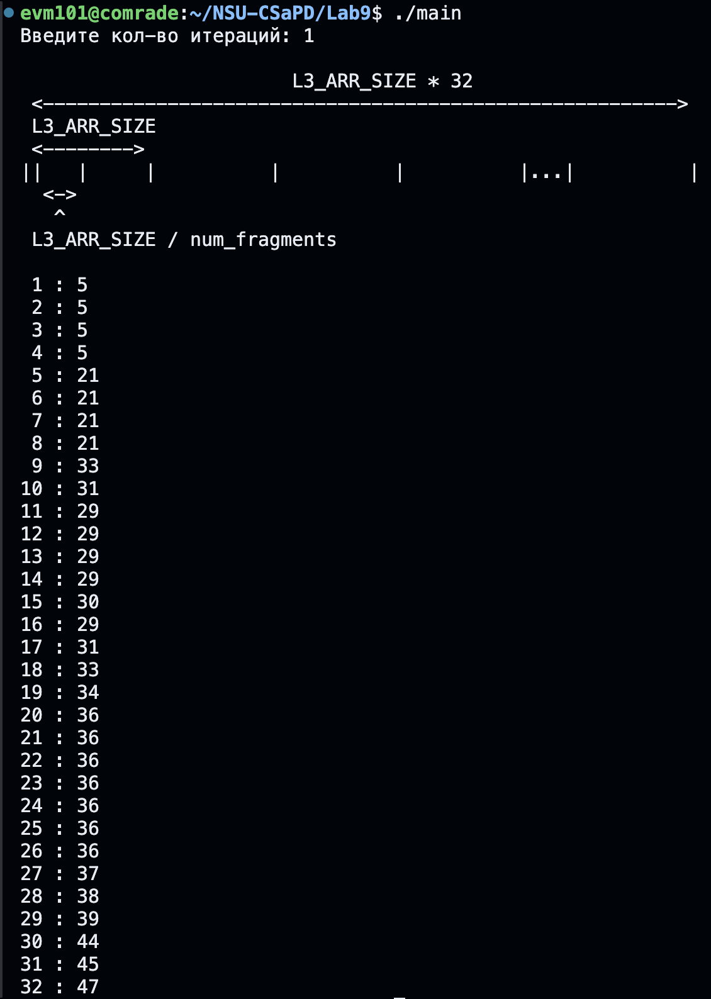 evm101@comrade:~/NSU-CSaPD/Lab9$ ./main
Введите кол-во итераций: 1
L3_ARR_SIZE * 32
<-------------------------------------------------------->
L3_ARR_SIZE
<-------->
||   |     |          |          |          |...|          |
<->
^
L3_ARR_SIZE / num_fragments
1 : 5
2 : 5
3 : 5
4 : 5
5 : 21
6 : 21
7 : 21
8 : 21
9 : 33
10 : 31
11 : 29
12 : 29
13 : 29
14 : 29
15 : 30
16 : 29
17 : 31
18 : 33
19 : 34
20 : 36
21 : 36
22 : 36
23 : 36
24 : 36
25 : 36
26 : 36
27 : 37
28 : 38
29 : 39
30 : 44
31 : 45
32 : 47